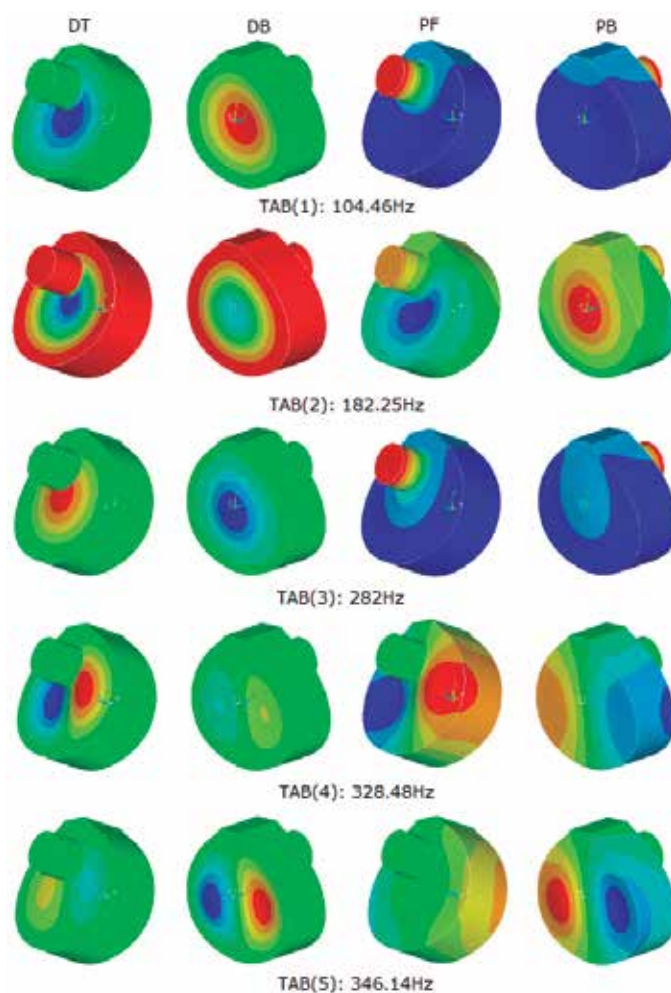 DT DB PF PB
TAB(1): 104.46Hz
TAB(2): 182.25Hz
TAB(3): 282Hz
TAB(4): 328.48Hz
TAB(5): 346.14Hz